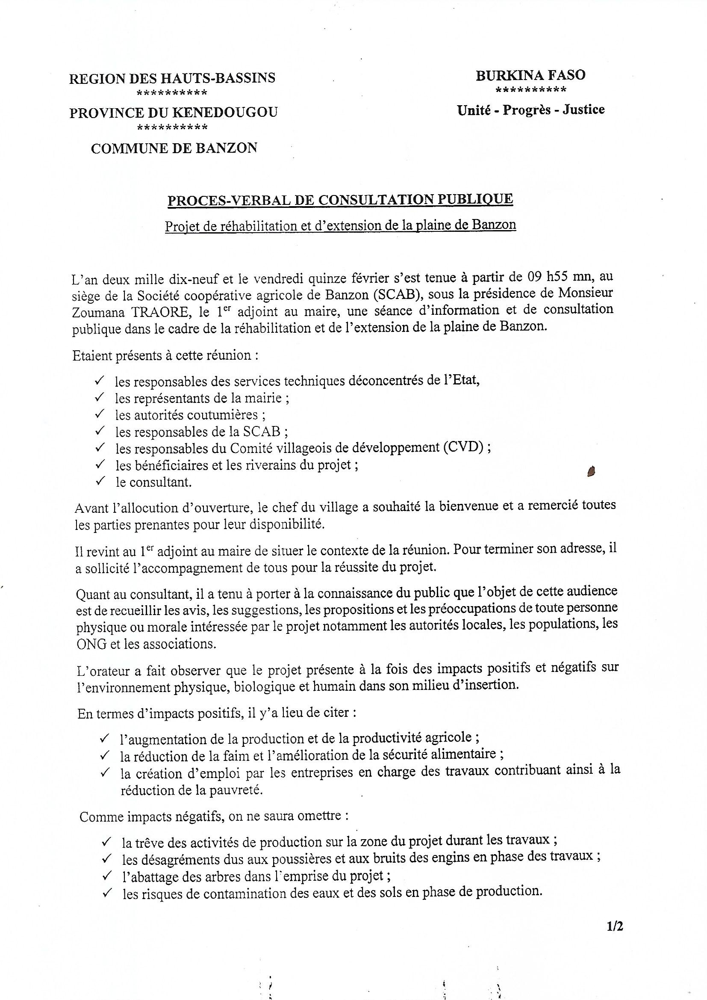 REGION DES HAUTS-BASSINS
**********
PROVINCE DU KENEDOUGOU
**********
COMMUNE DE BANZON
BURKINA FASO
**********
Unité - Progrès - Justice
PROCES-VERBAL DE CONSULTATION PUBLIQUE
Projet de réhabilitation et d'extension de la plaine de Banzon
L'an deux mille dix-neuf et le vendredi quinze février s'est tenue à partir de 09 h55 mn, au
siège de la Société coopérative agricole de Banzon (SCAB), sous la présidence de Monsieur
Zoumana TRAORE, le 1er adjoint au maire, une séance d'information et de consultation
publique dans le cadre de la réhabilitation et de l'extension de la plaine de Banzon.
Etaient présents à cette réunion :
✓ les responsables des services techniques déconcentrés de l'Etat,
✓ les représentants de la mairie ;
✓ les autorités coutumières ;
✓ les responsables de la SCAB ;
✓ les responsables du Comité villageois de développement (CVD) ;
✓ les bénéficiaires et les riverains du projet ;
✓ le consultant.
Avant l'allocution d'ouverture, le chef du village a souhaité la bienvenue et a remercié toutes
les parties prenantes pour leur disponibilité.
Il revint au 1er adjoint au maire de situer le contexte de la réunion. Pour terminer son adresse, il
a sollicité l'accompagnement de tous pour la réussite du projet.
Quant au consultant, il a tenu à porter à la connaissance du public que l'objet de cette audience
est de recueillir les avis, les suggestions, les propositions et les préoccupations de toute personne
physique ou morale intéressée par le projet notamment les autorités locales, les populations, les
ONG et les associations.
L'orateur a fait observer que le projet présente à la fois des impacts positifs et négatifs sur
l'environnement physique, biologique et humain dans son milieu d'insertion.
En termes d'impacts positifs, il y'a lieu de citer :
✓ l'augmentation de la production et de la productivité agricole ;
✓ la réduction de la faim et l'amélioration de la sécurité alimentaire ;
✓ la création d'emploi par les entreprises en charge des travaux contribuant ainsi à la
réduction de la pauvreté.
Comme impacts négatifs, on ne saura omettre :
✓ la trêve des activités de production sur la zone du projet durant les travaux ;
✓ les désagréments dus aux poussières et aux bruits des engins en phase des travaux ;
✓ l'abattage des arbres dans l'emprise du projet ;
✓ les risques de contamination des eaux et des sols en phase de production.
1/2